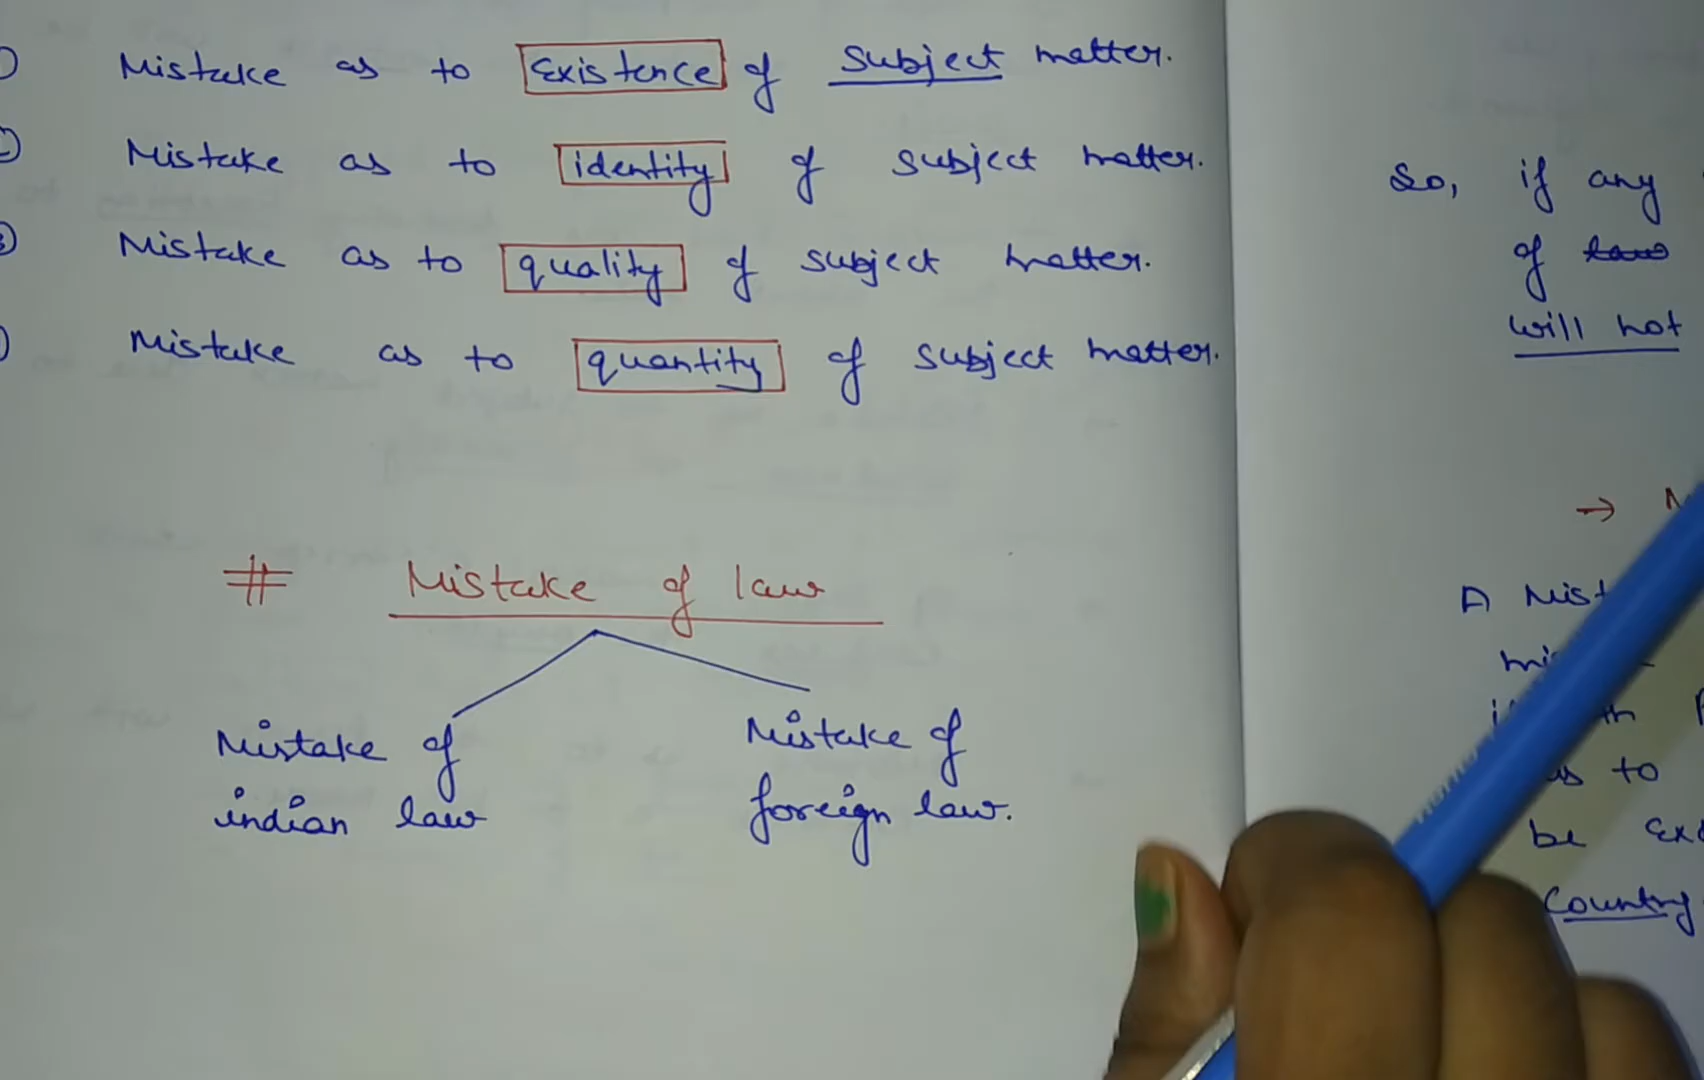 Mistake as to Existence of subject matter.
Mistake as to identity of subject matter.
Mistake as to quality of subject matter.
Mistake as to quantity of subject matter.
# Mistake of law
Mistake of
indian law
Mistake of
foreign law.
So, if any
of law
will not
→
A
as to
be
Country